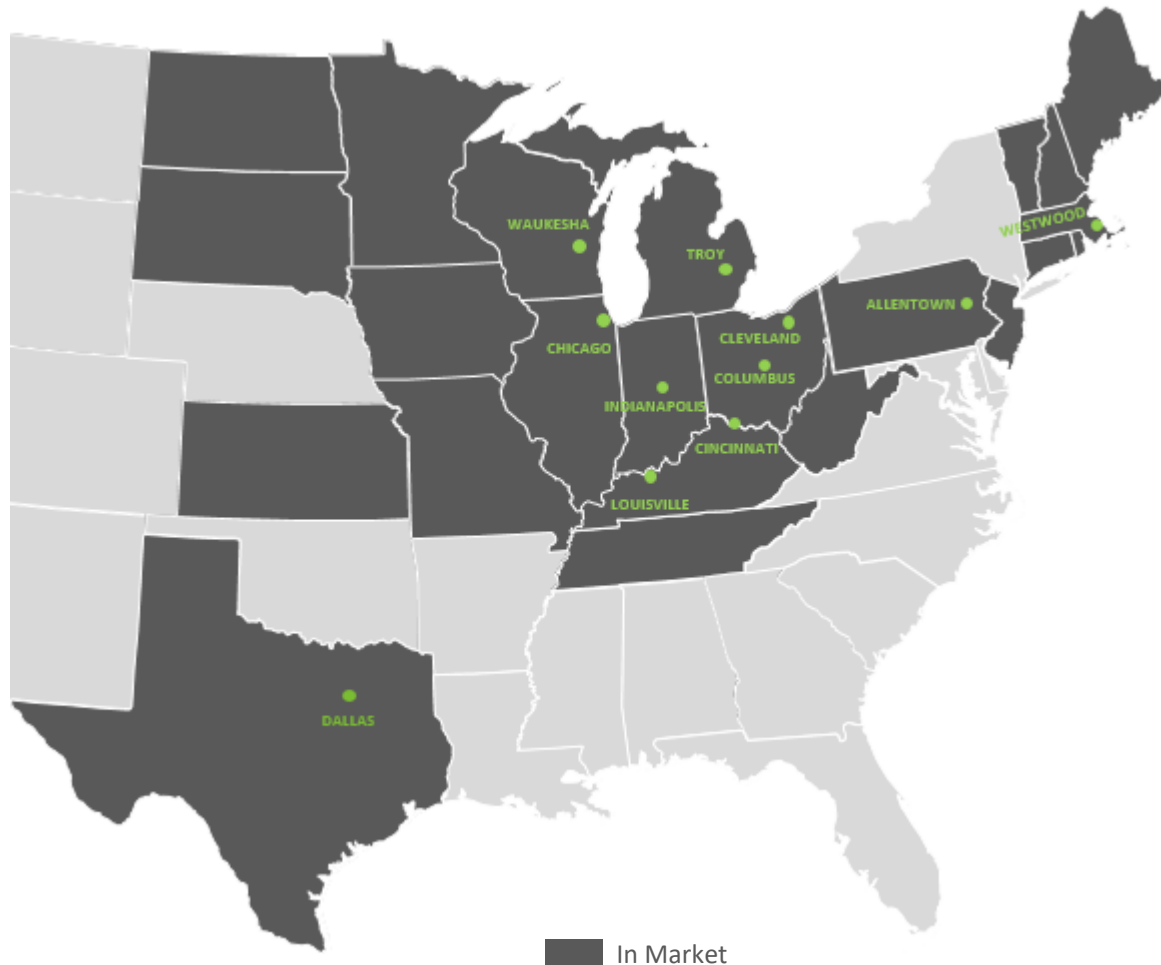 WAUKESHA
WESTWOOD
TROY
ALLENTOWN
CHICAGO
CLEVELAND
COLUMBUS
INDIANAPOLIS
CINCINNATI
LOUISVILLE
DALLAS
In Market